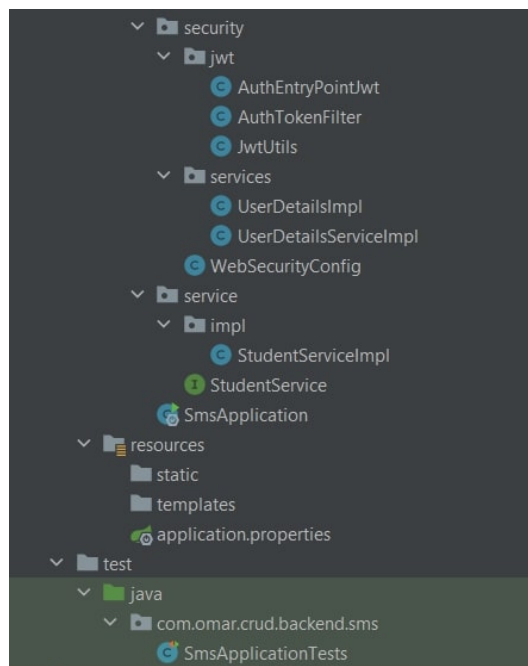 security
jwt
AuthEntryPointJwt
AuthTokenFilter
JwtUtils
services
UserDetailsImpl
UserDetailsServiceImpl
WebSecurityConfig
service
impl
StudentServiceImpl
StudentService
SmsApplication
resources
static
templates
application.properties
test
java
com.omar.crud.backend.sms
SmsApplicationTests